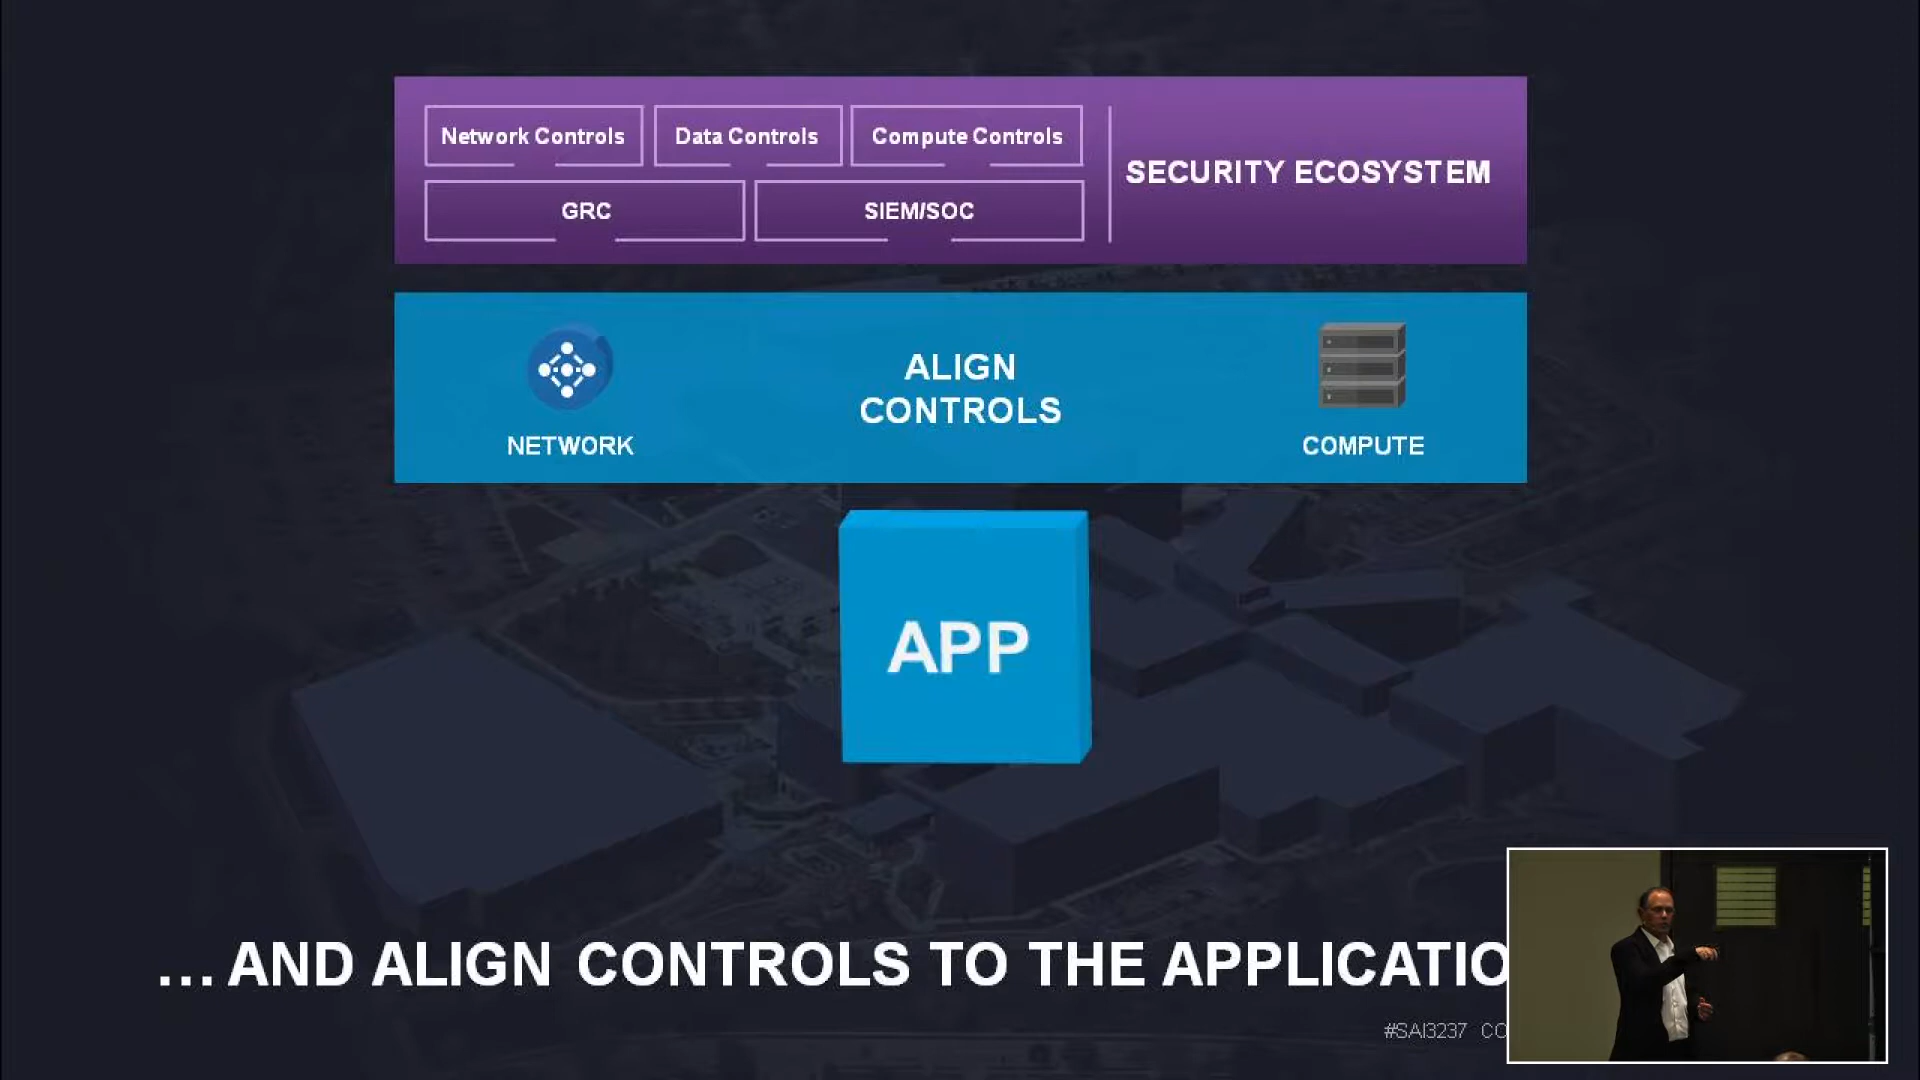 Network Controls
Data Controls
Compute Controls
SECURITY ECOSYSTEM
GRC
SIEM/SOC
ALIGN
CONTROLS
NETWORK
COMPUTE
APP
...AND ALIGN CONTROLS TO THE APPLICATIO
#SAI3237 CO